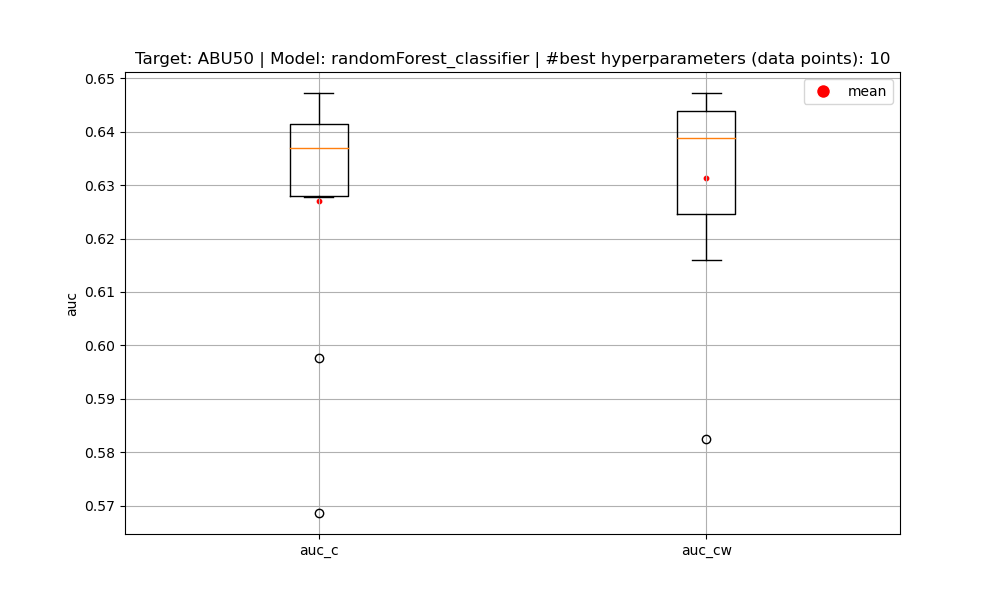 Target: ABU50 | Model: randomForest_classifier | #best hyperparameters (data points): 10
mean
0.65
0.64
0.63
0.62
0.61
0.60
0.59
0.58
0.57
auc
auc_c
auc_cw